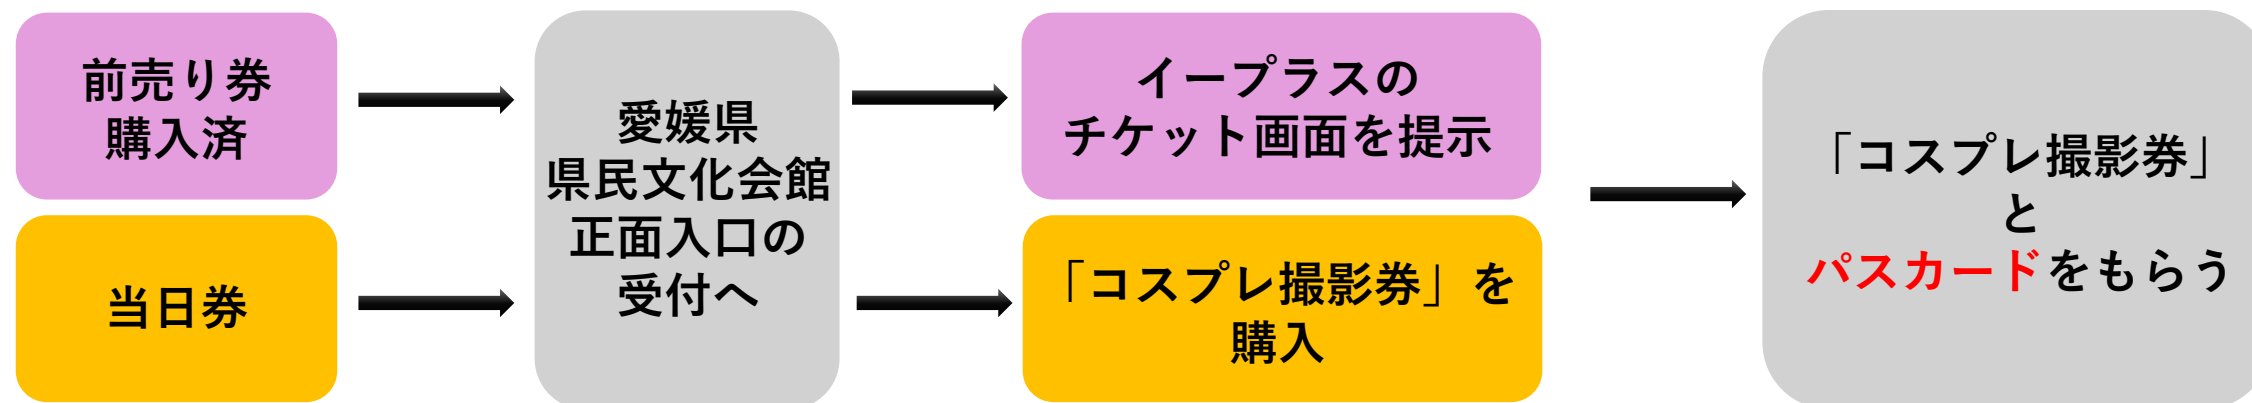 前売り券
購入済
当日券
愛媛県
県民文化会館
正面入口の
受付へ
イープラスの
チケット画面を提示
「コスプレ撮影券」を
購入
「コスプレ撮影券」
と
パスカードをもらう